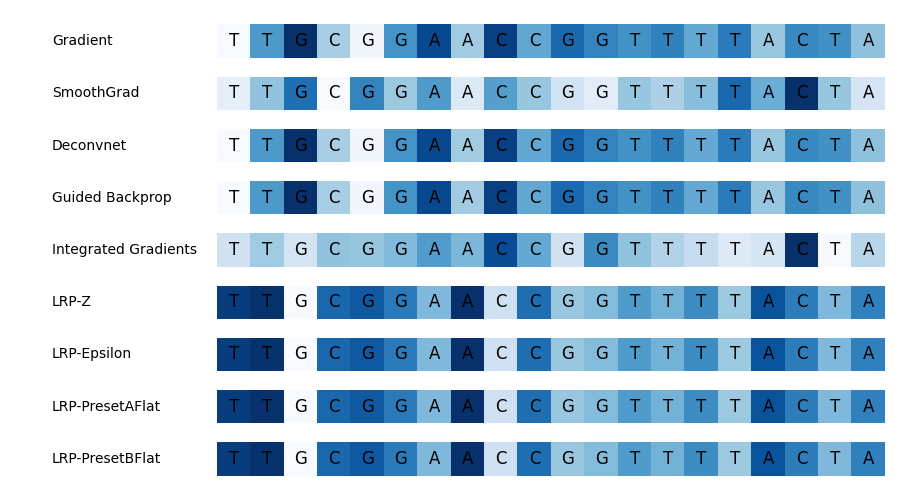 Gradient T T G C G G A A C C G G T T T T A C T A
SmoothGrad T T G C G G A A C C G G T T T T A C T A
Deconvnet T T G C G G A A C C G G T T T T A C T A
Guided Backprop T T G C G G A A C C G G T T T T A C T A
Integrated Gradients T T G C G G A A C C G G T T T T A C T A
LRP-Z T T G C G G A A C C G G T T T T A C T A
LRP-Epsilon T T G C G G A A C C G G T T T T A C T A
LRP-PresetAFlat T T G C G G A A C C G G T T T T A C T A
LRP-PresetBFlat T T G C G G A A C C G G T T T T A C T A